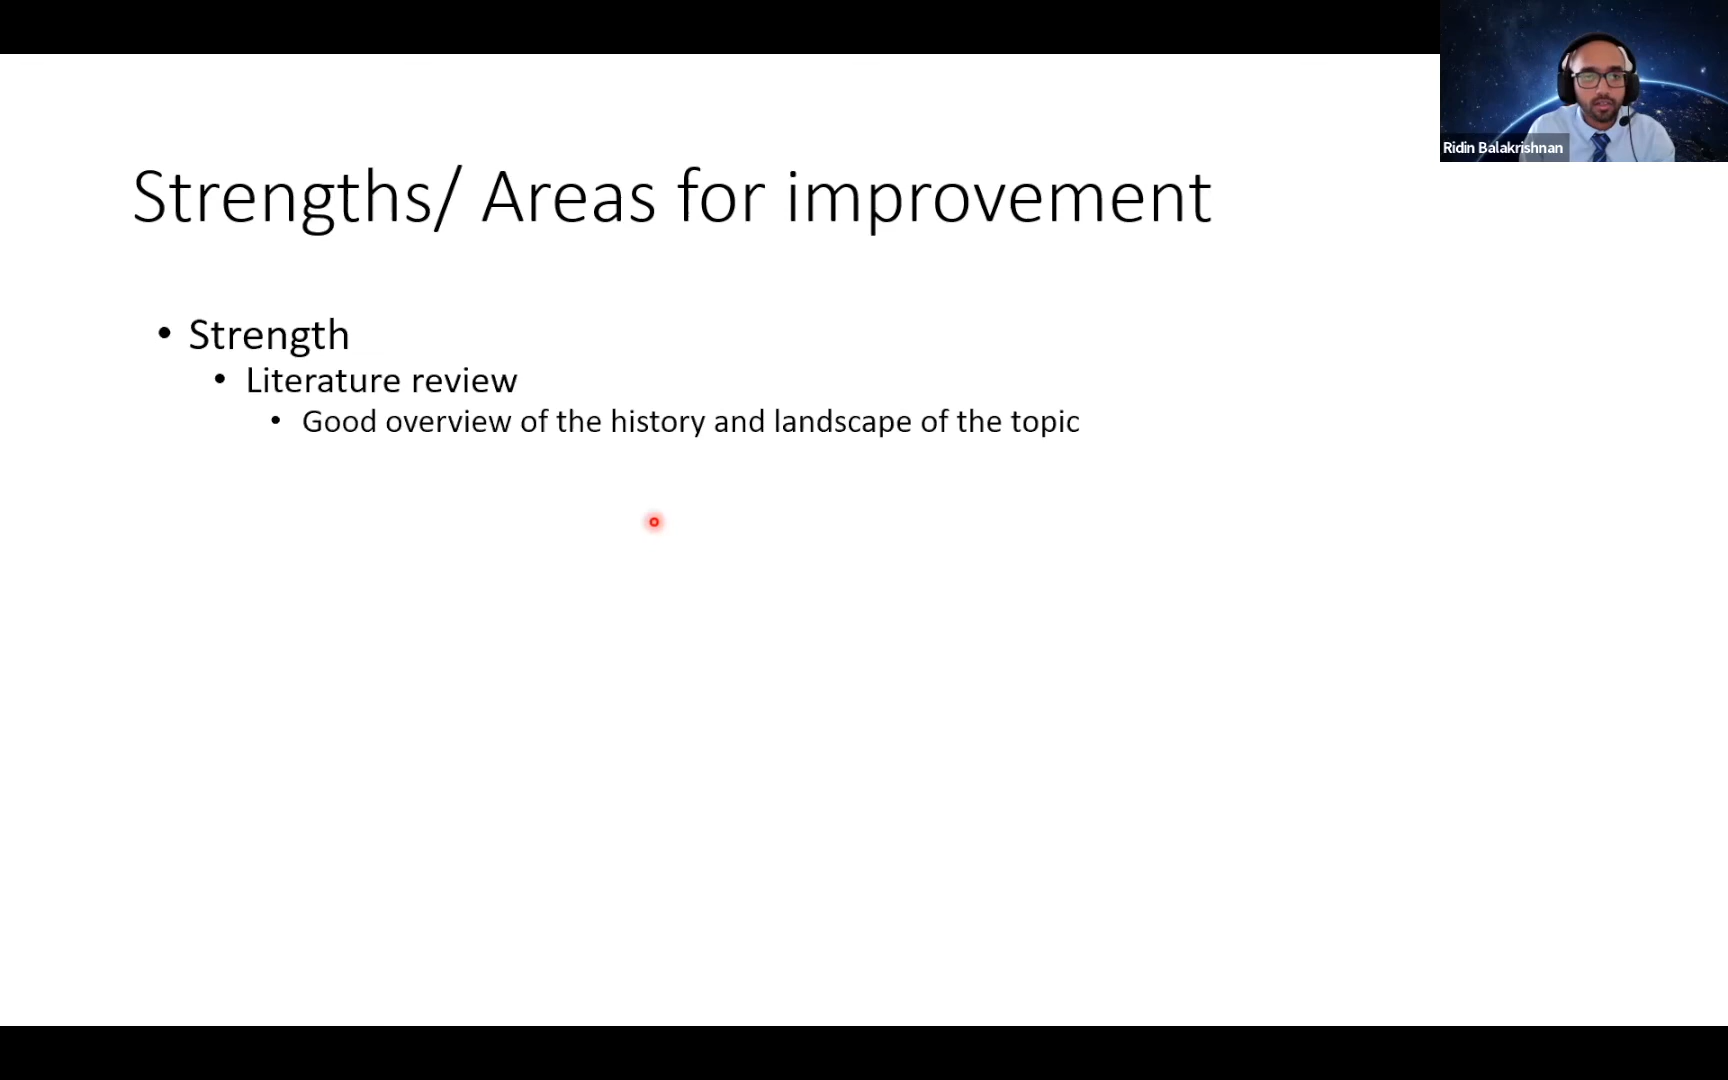 Strengths/ Areas for improvement
• Strength
• Literature review
• Good overview of the history and landscape of the topic
Ridin Balakrishnan